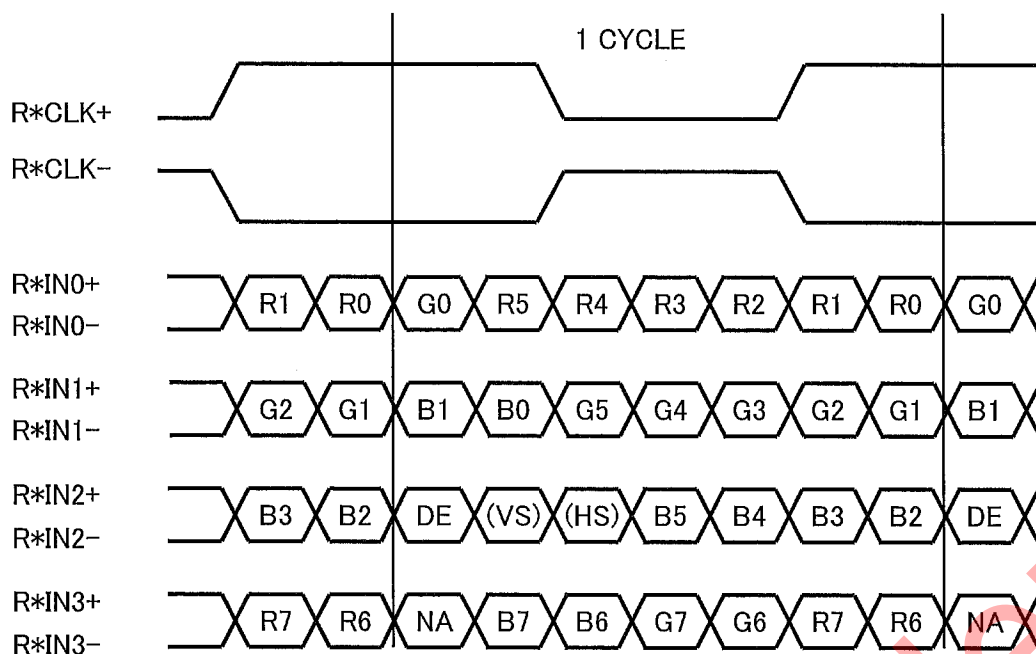 1 CYCLE
R*CLK+
R*CLK-
R*IN0+
R1 R0 G0 R5 R4 R3 R2 R1 R0 G0
R*IN0-
R*IN1+
G2 G1 B1 B0 G5 G4 G3 G2 G1 B1
R*IN1-
R*IN2+
B3 B2 DE (VS) (HS) B5 B4 B3 B2 DE
R*IN2-
R*IN3+
R7 R6 NA B7 B6 G7 G6 R7 R6 NA
R*IN3-